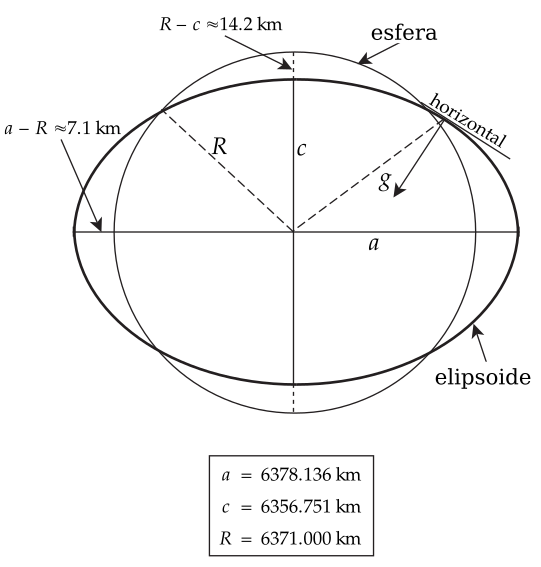 R − c ≈14.2 km
esfera
horizontal
a − R ≈7.1 km
R
c
g
a
elipsoide
a = 6378.136 km
c = 6356.751 km
R = 6371.000 km